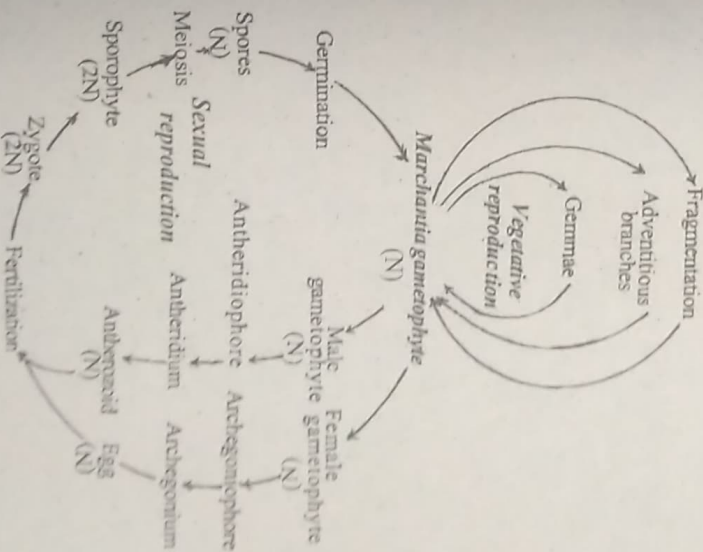 Fragmentation
Adventitious
branches
Gemmae
Vegetative
reproduction
Marchantia gametophyte
(N)
Germination
Spores
(N)
Meiosis
Sporophyte
(2N)
Zygote
(2N)
Sexual
reproduction
Male
gametophyte
(N)
Female
gametophyte
(N)
Antheridiophore
Archegoniophore
Antheridium
Archegonium
Antherozoid
(N)
Egg
(N)
Fertilization